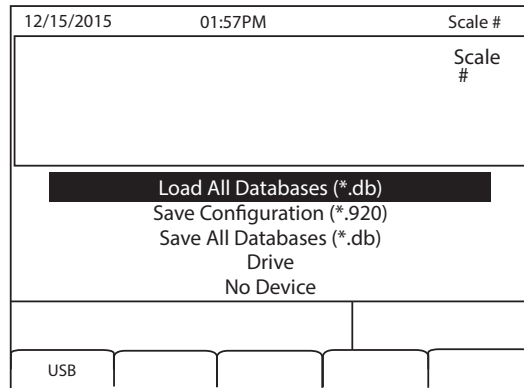 12/15/2015 01:57PM Scale #
Scale
#
Load All Databases (*.db)
Save Configuration (*.920)
Save All Databases (*.db)
Drive
No Device
USB